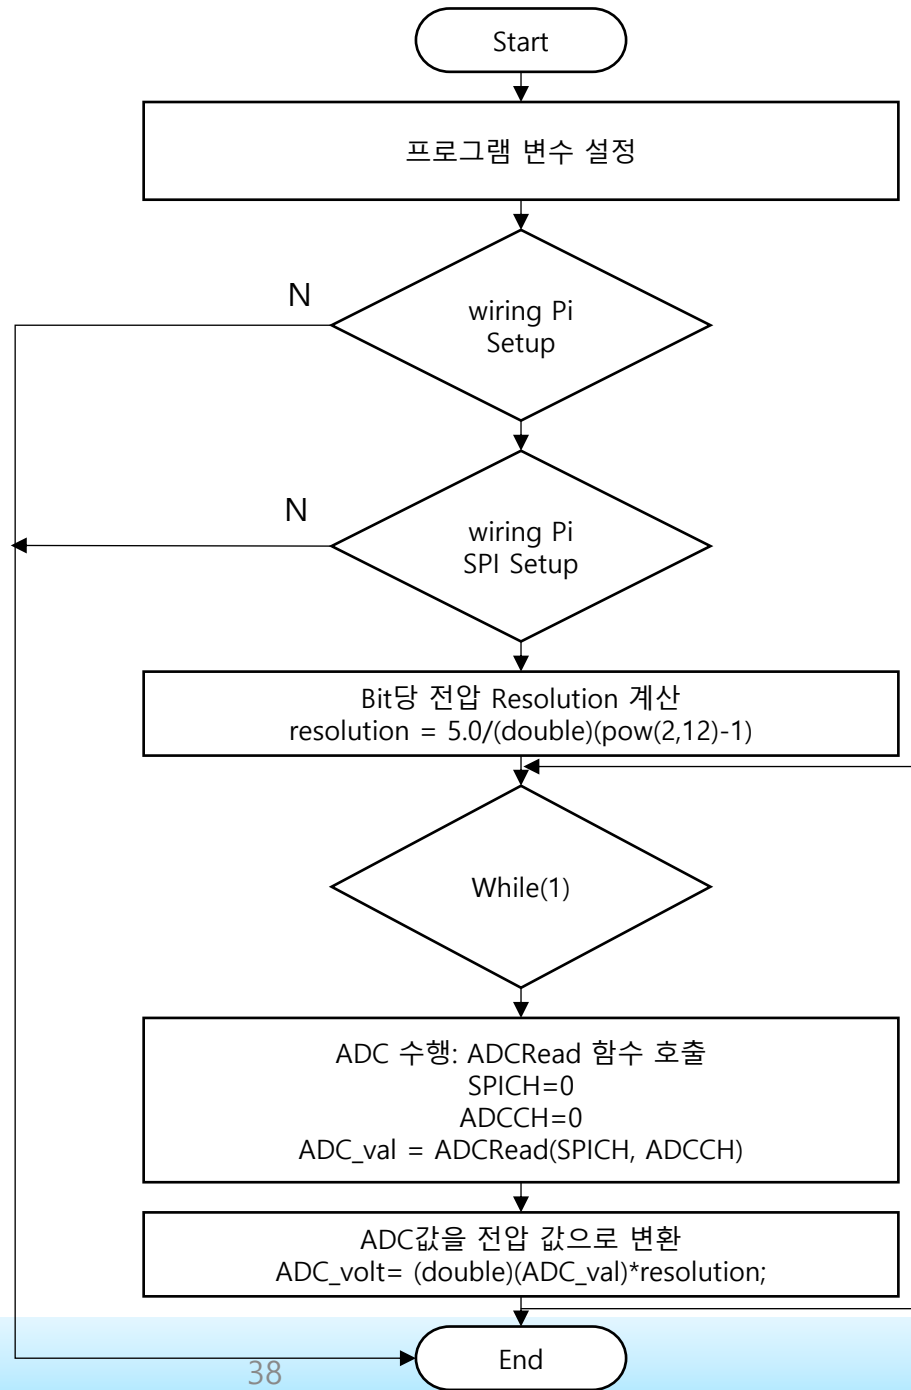 Start
프로그램 변수 설정
N
wiring Pi
Setup
N
wiring Pi
SPI Setup
Bit당 전압 Resolution 계산
resolution = 5.0/(double)(pow(2,12)-1)
While(1)
ADC 수행: ADCRead 함수 호출
SPICH=0
ADCCH=0
ADC_val = ADCRead(SPICH, ADCCH)
ADC값을 전압 값으로 변환
ADC_volt= (double)(ADC_val)*resolution;
End
38